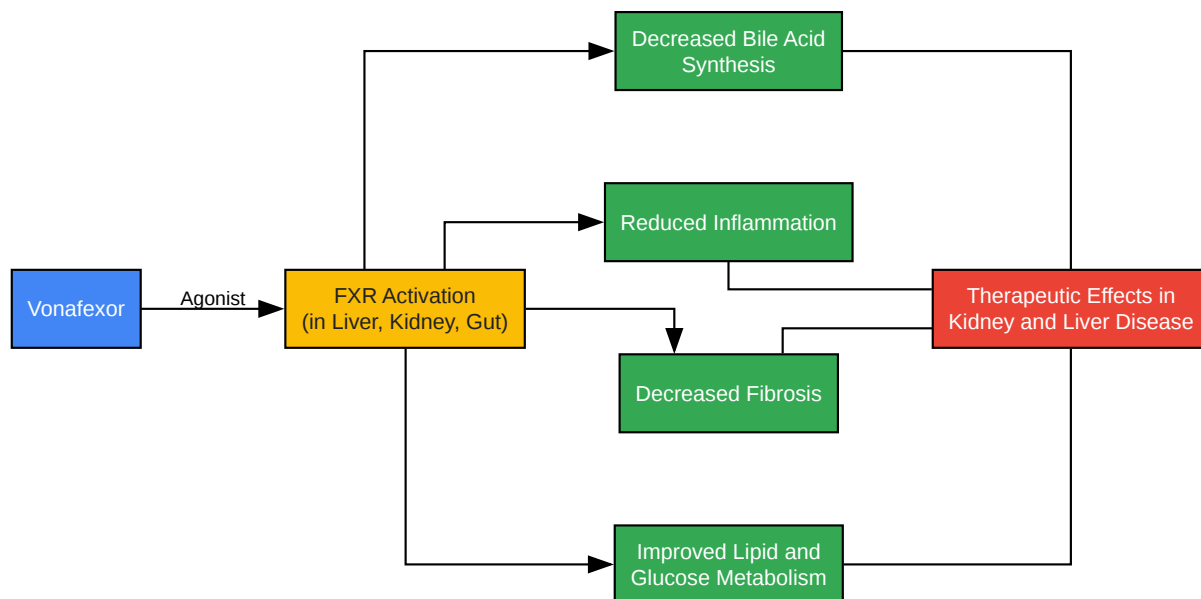 Decreased Bile Acid
Synthesis
Reduced Inflammation
Vonafexor
Agonist
FXR Activation
(in Liver, Kidney, Gut)
Therapeutic Effects in
Kidney and Liver Disease
Decreased Fibrosis
Improved Lipid and
Glucose Metabolism